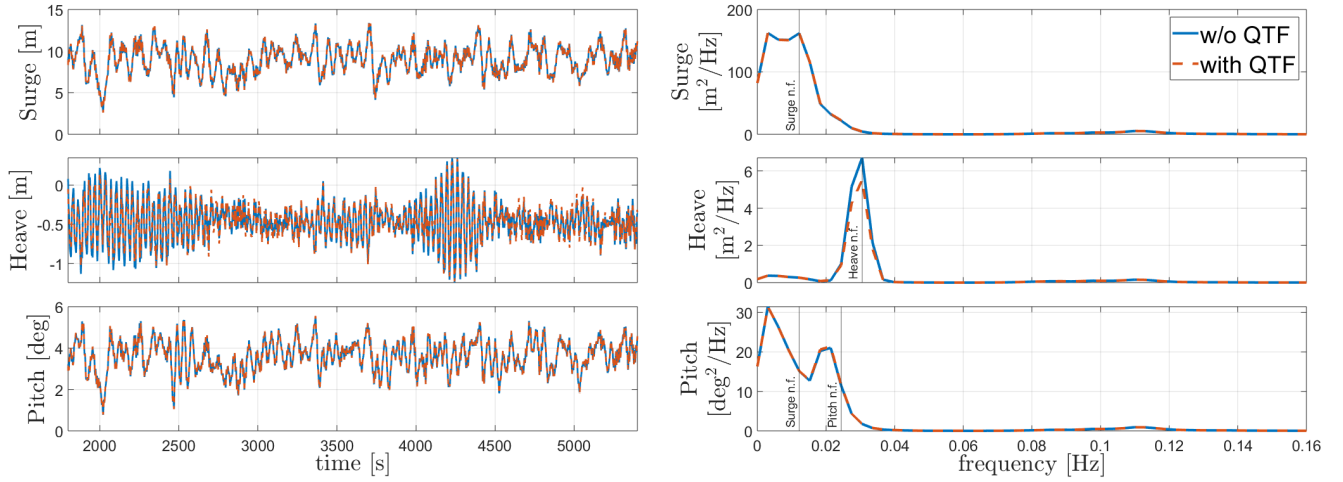 15
10
5
0
Surge [m]
0
-0.5
-1
Heave [m]
6
4
2
0
2000
2500
3000
3500
4000
4500
5000
Pitch [deg]
time [s]
200
100
0
Surge
[m²/Hz]
Surge n.f.
w/o QTF
with QTF
6
4
2
0
Heave
[m²/Hz]
Heave n.f.
30
20
10
0
Pitch
[deg²/Hz]
Surge n.f.
Pitch n.f.
0
0.02
0.04
0.06
0.08
0.1
0.12
0.14
0.16
frequency [Hz]